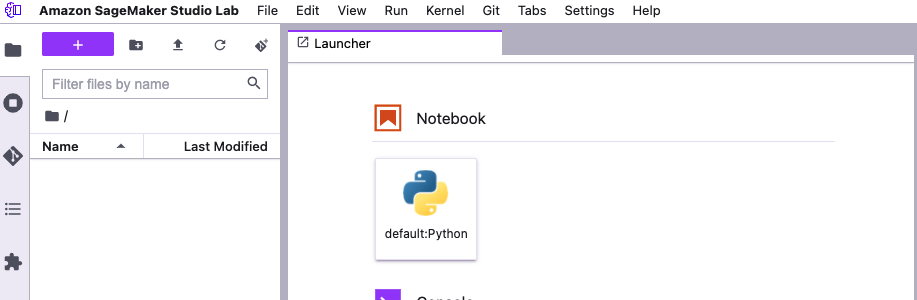 Amazon SageMaker Studio Lab File Edit View Run Kernel Git Tabs Settings Help
+
Filter files by name
/
Name Last Modified
Launcher
Notebook
default:Python
Console